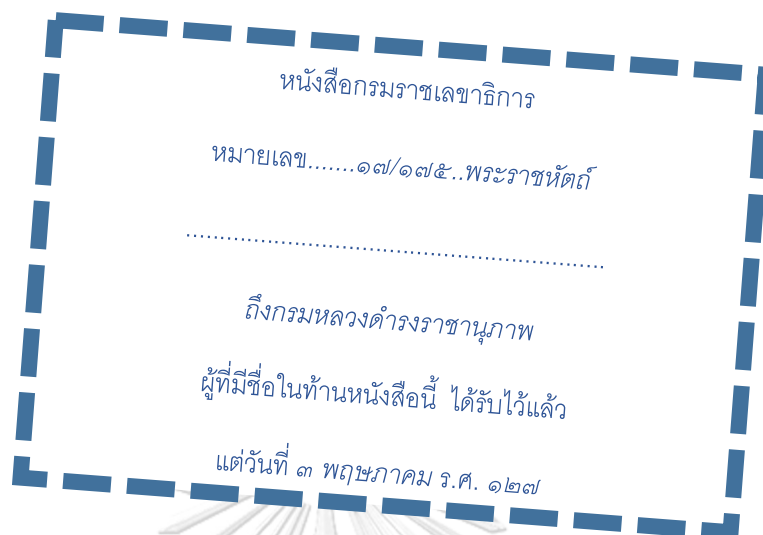 หนังสือกรมราชเลขาธิการ
หมายเลข.......๑๗/๑๗๕..พระราชหัตถ์
..............................................................
ถึงกรมหลวงดำรงราชานุภาพ
ผู้ที่มีชื่อในท้านหนังสือนี้ ได้รับไว้แล้ว
แต่วันที่ ๓ พฤษภาคม ร.ศ. ๑๒๗